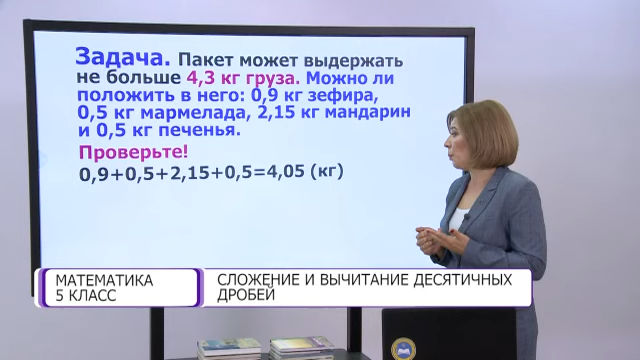 Задача. Пакет может выдержать
не больше 4,3 кг груза. Можно ли
положить в него: 0,9 кг зефира,
0,5 кг мармелада, 2,15 кг мандарин
и 0,5 кг печенья.
Проверьте!
0,9+0,5+2,15+0,5=4,05 (кг)
МАТЕМАТИКА
5 КЛАСС
СЛОЖЕНИЕ И ВЫЧИТАНИЕ ДЕСЯТИЧНЫХ
ДРОБЕЙ